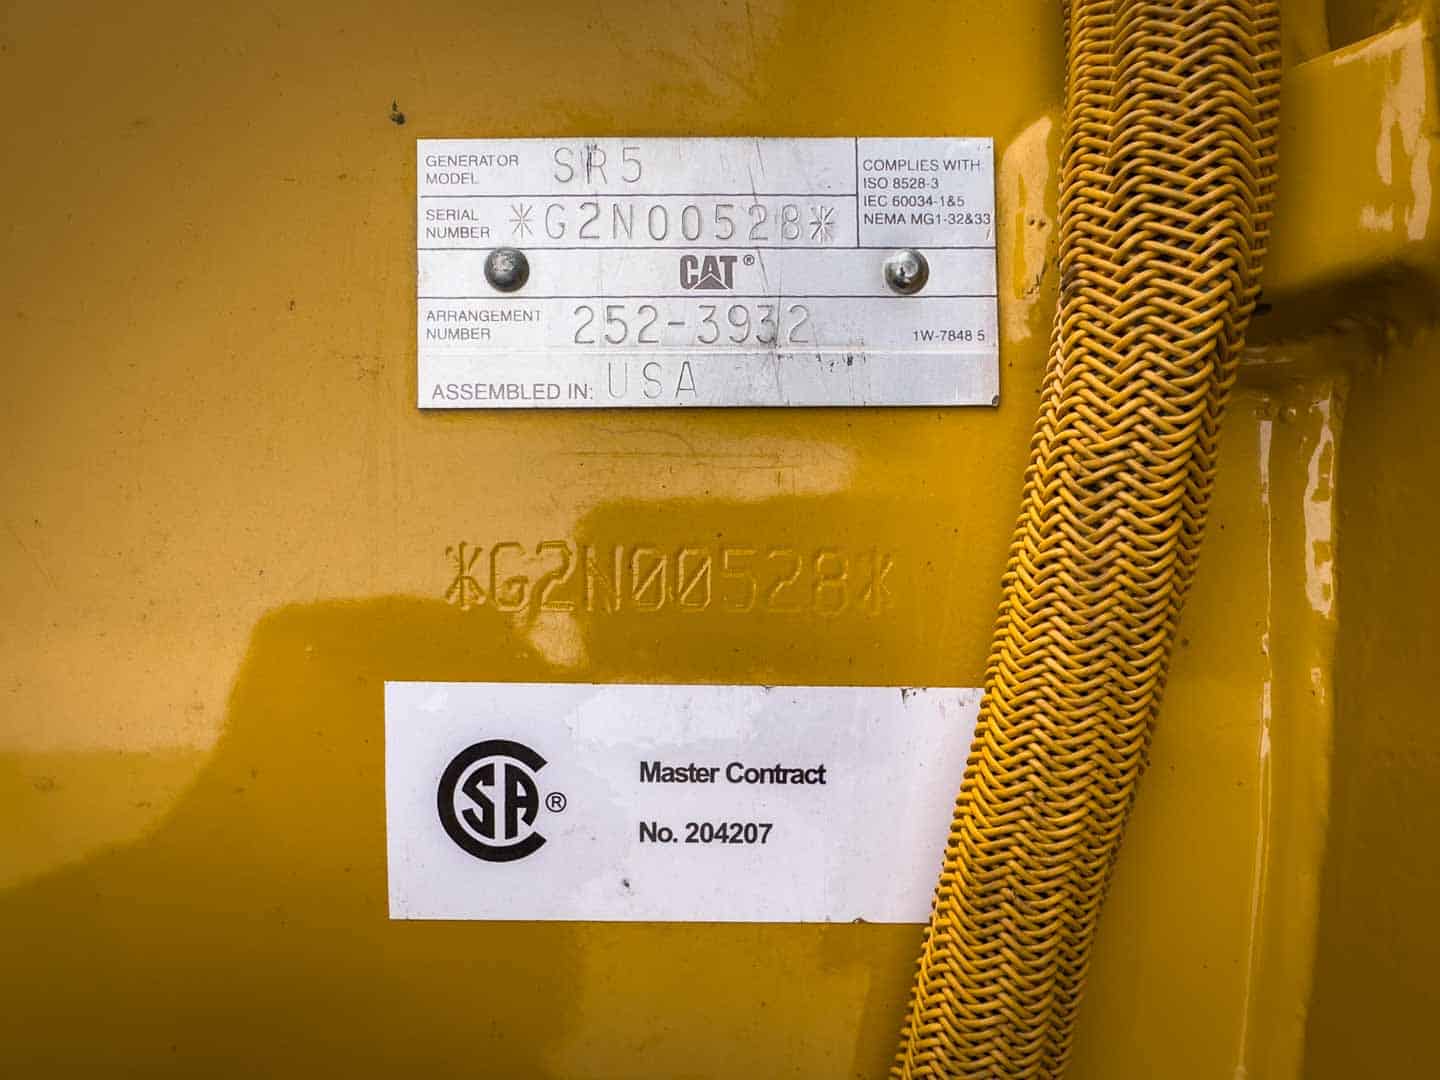 GENERATOR MODEL SR5
COMPLIES WITH
ISO 8528-3
IEC 60034-1&5
NEMA MG1-32&33
SERIAL NUMBER *G2N00528*
CAT®
ARRANGEMENT NUMBER 252-3932
1W-7848 5
ASSEMBLED IN: USA
*G2N00528*
CSA®
Master Contract
No. 204207